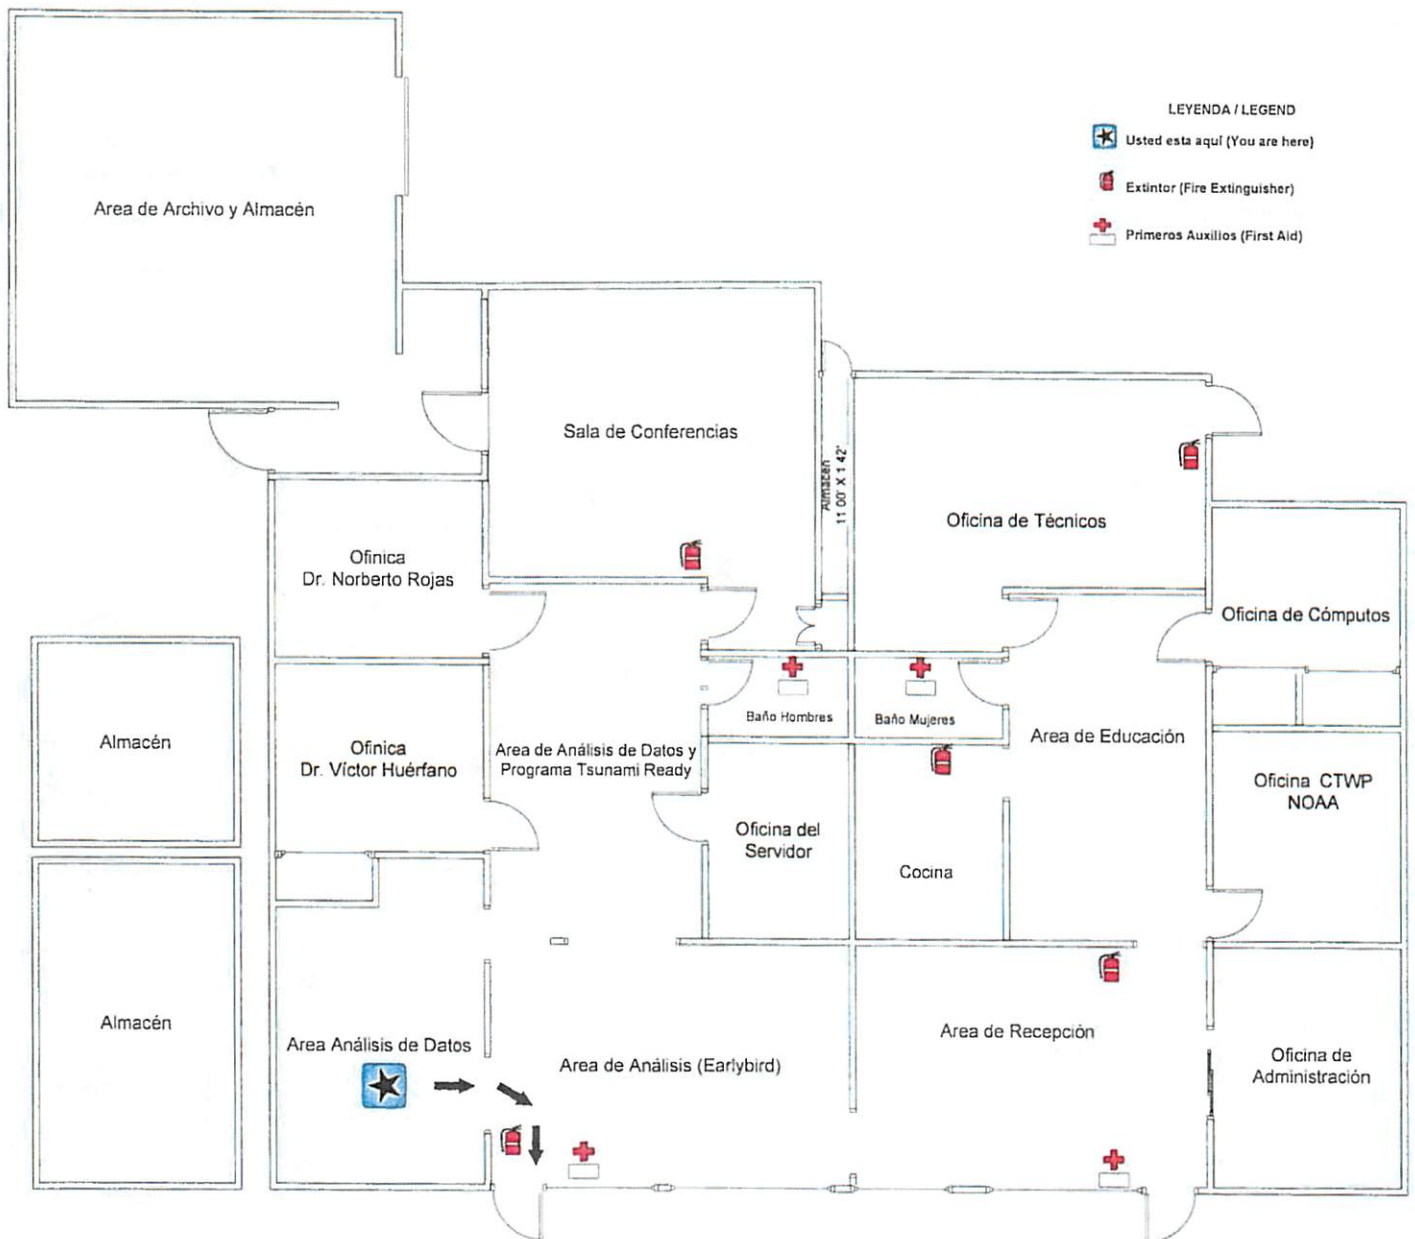 LEYENDA / LEGEND
Usted esta aquí (You are here)
Extintor (Fire Extinguisher)
Primeros Auxilios (First Aid)
Area de Archivo y Almacén
Sala de Conferencias
Almacén
11 00' X 1 42'
Oficina de Técnicos
Ofinica
Dr. Norberto Rojas
Oficina de Cómputos
Almacén
Ofinica
Dr. Víctor Huérfano
Area de Análisis de Datos y
Programa Tsunami Ready
Baño Hombres
Baño Mujeres
Area de Educación
Oficina CTWP
NOAA
Oficina del
Servidor
Cocina
Almacén
Area Análisis de Datos
Area de Análisis (Earlybird)
Area de Recepción
Oficina de
Administración